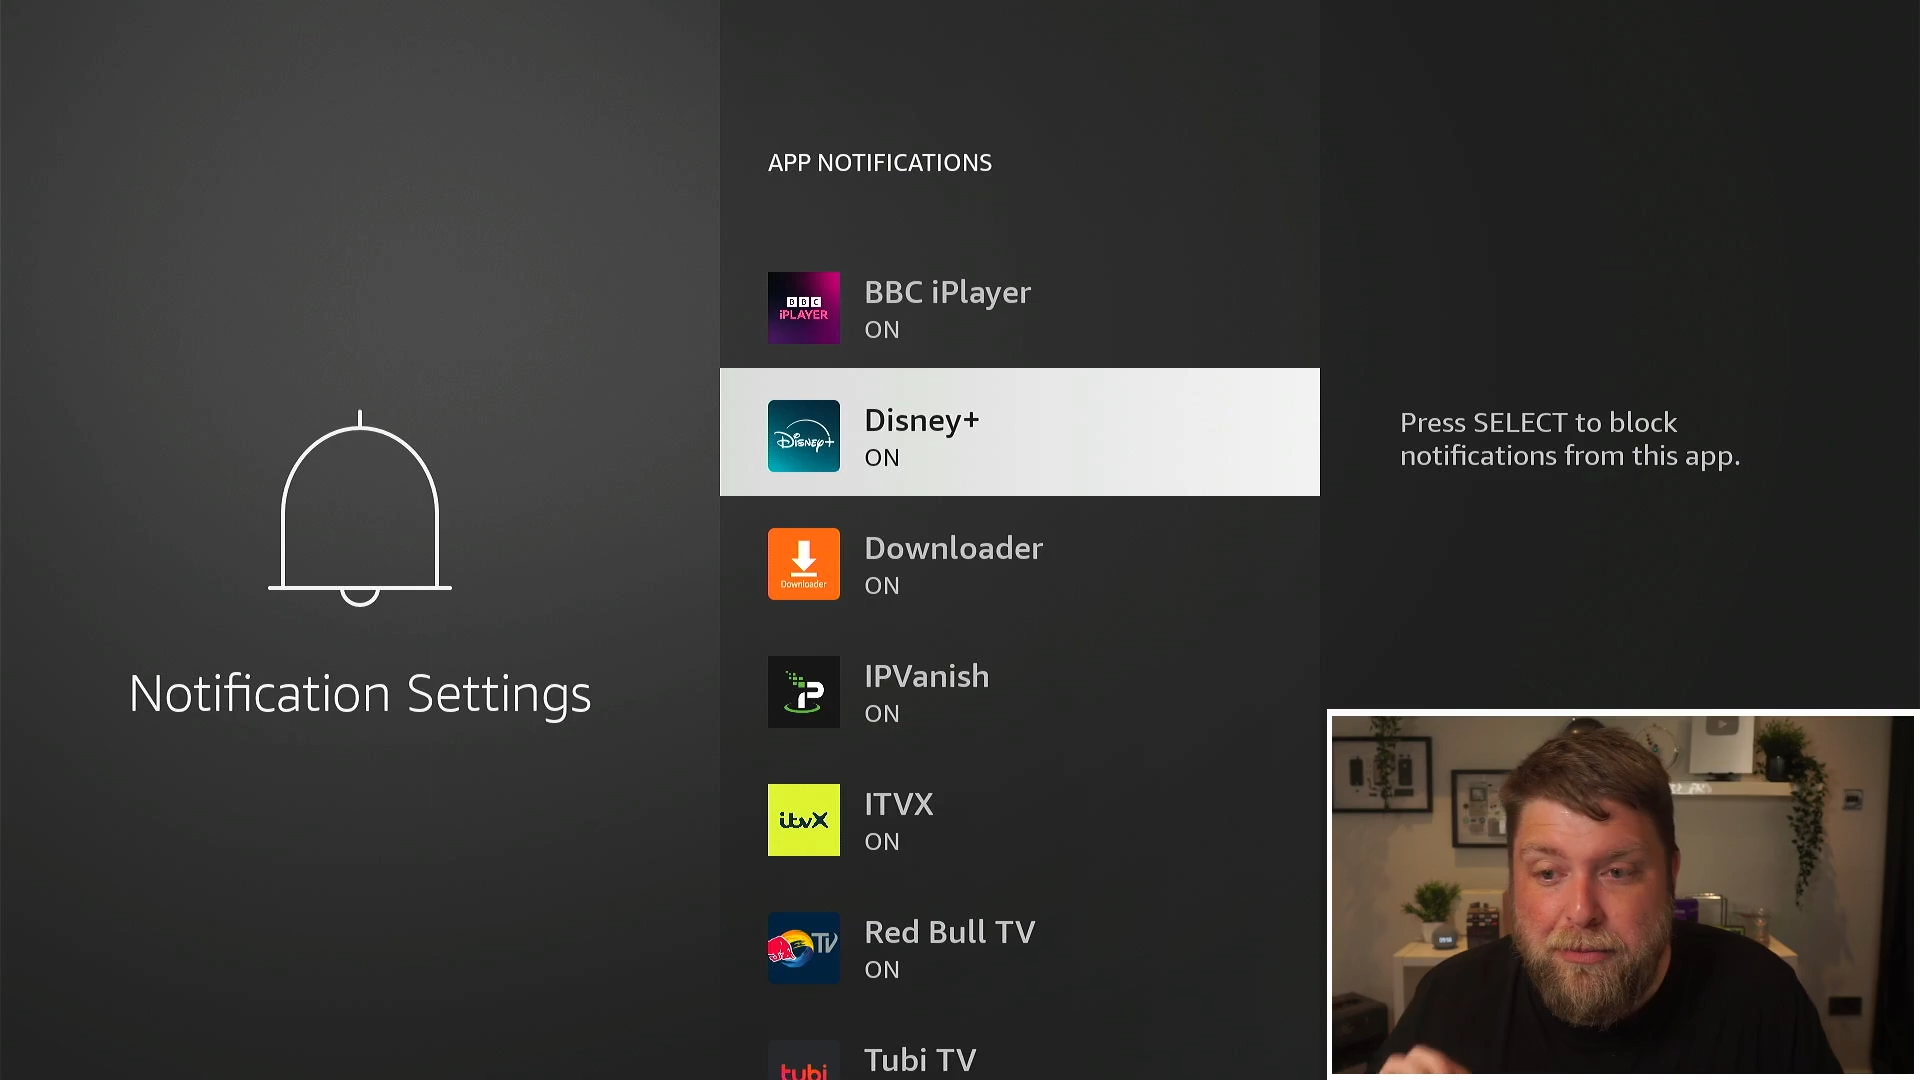 APP NOTIFICATIONS
BBC
iPLAYER
BBC iPlayer
ON
Disney+
Disney+
ON
Press SELECT to block
notifications from this app.
Downloader
Downloader
ON
IP
IPVanish
ON
itvX
ITVX
ON
TV
Red Bull TV
ON
tubi
Tubi TV
Notification Settings